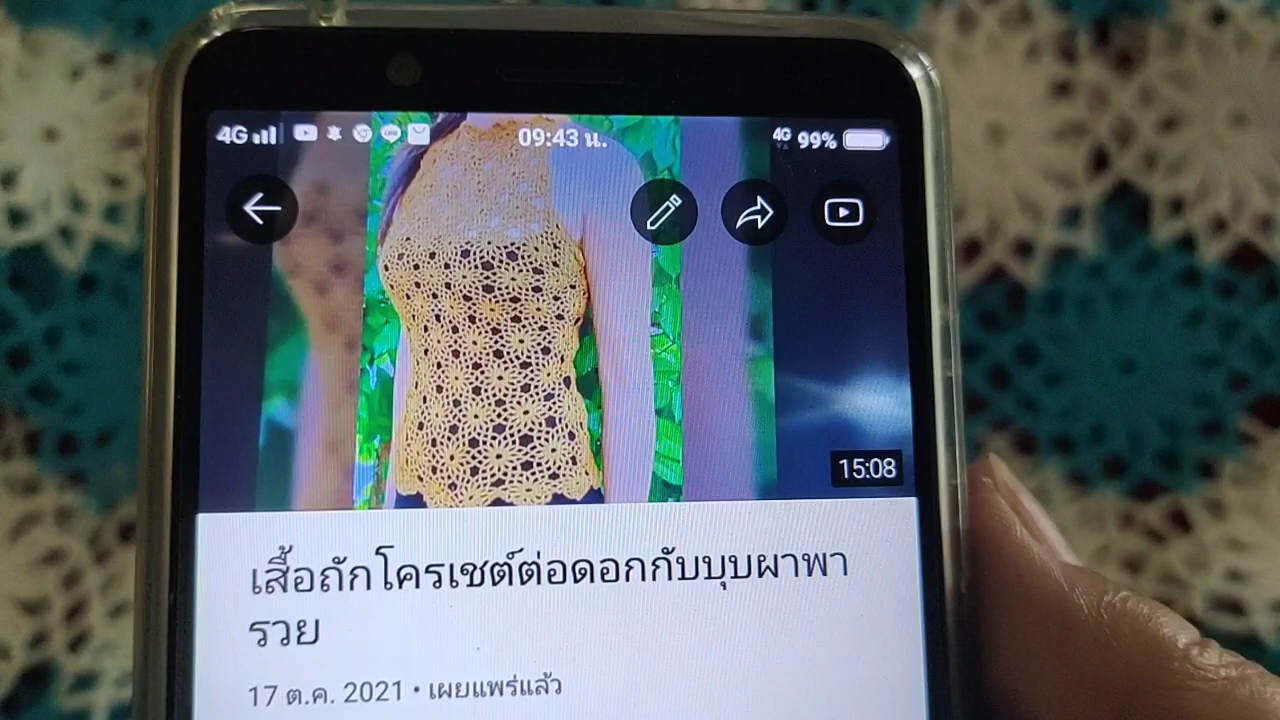 4G LINE 09:43 น. 4G 99%
15:08
เสื้อถักโครเชต์ต่อดอกกับบุบผาพา
รวย
17 ต.ค. 2021 • เผยแพร่แล้ว